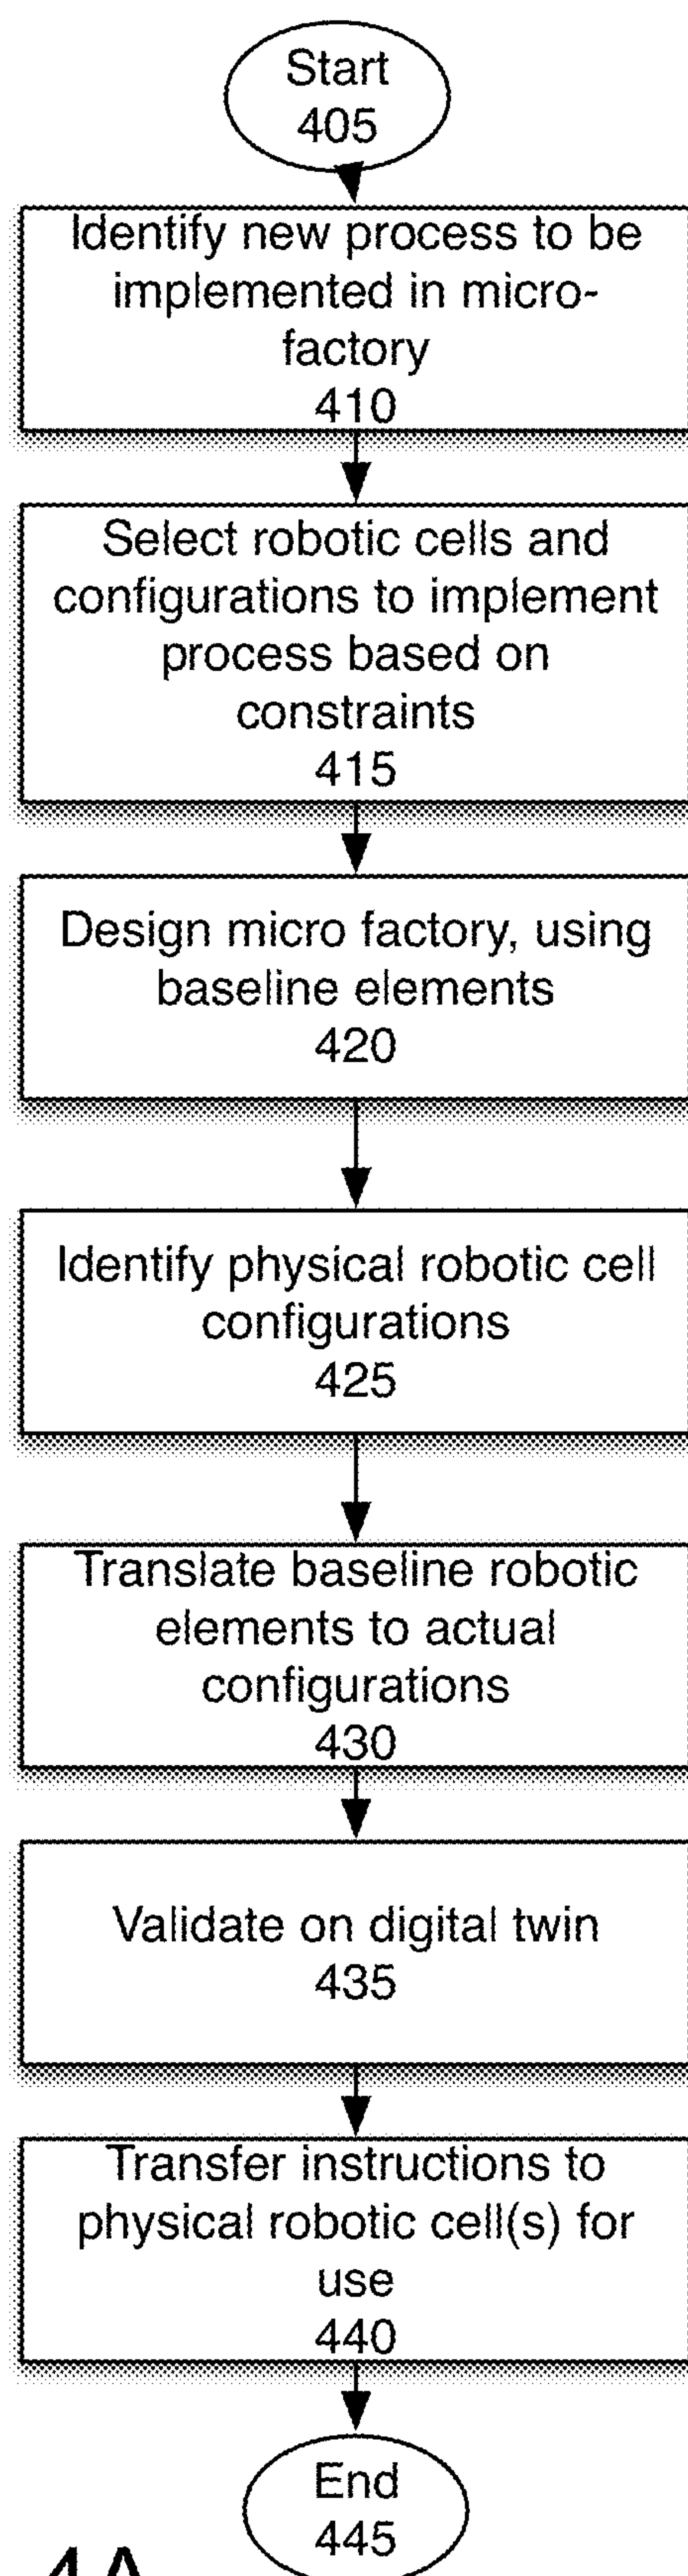 Start
405
Identify new process to be
implemented in micro-
factory
410
Select robotic cells and
configurations to implement
process based on
constraints
415
Design micro factory, using
baseline elements
420
Identify physical robotic cell
configurations
425
Translate baseline robotic
elements to actual
configurations
430
Validate on digital twin
435
Transfer instructions to
physical robotic cell(s) for
use
440
End
445
4A